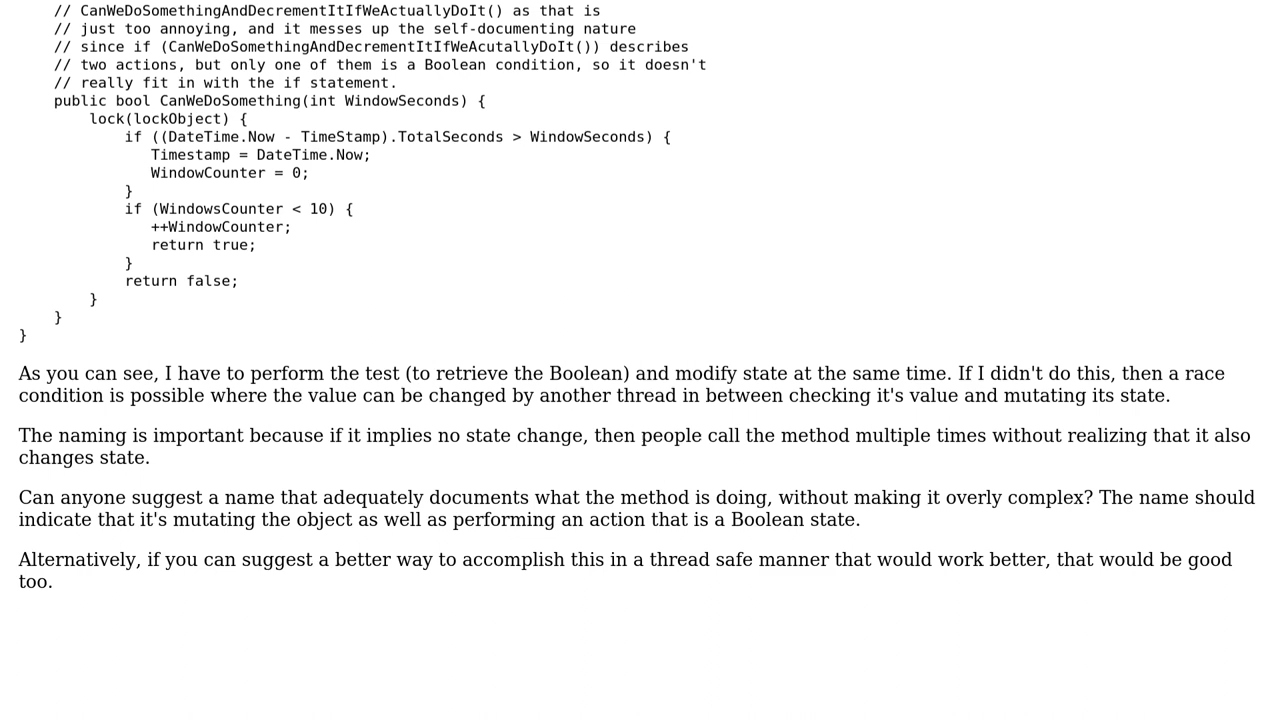 // CanWeDoSomethingAndDecrementItIfWeActuallyDoIt() as that is
// just too annoying, and it messes up the self-documenting nature
// since if (CanWeDoSomethingAndDecrementItIfWeAcutallyDoIt()) describes
// two actions, but only one of them is a Boolean condition, so it doesn't
// really fit in with the if statement.
public bool CanWeDoSomething(int WindowSeconds) {
lock(lockObject) {
if ((DateTime.Now - TimeStamp).TotalSeconds > WindowSeconds) {
Timestamp = DateTime.Now;
WindowCounter = 0;
}
if (WindowsCounter < 10) {
++WindowCounter;
return true;
}
return false;
}
}
}
As you can see, I have to perform the test (to retrieve the Boolean) and modify state at the same time. If I didn't do this, then a race
condition is possible where the value can be changed by another thread in between checking it's value and mutating its state.
The naming is important because if it implies no state change, then people call the method multiple times without realizing that it also
changes state.
Can anyone suggest a name that adequately documents what the method is doing, without making it overly complex? The name should
indicate that it's mutating the object as well as performing an action that is a Boolean state.
Alternatively, if you can suggest a better way to accomplish this in a thread safe manner that would work better, that would be good
too.